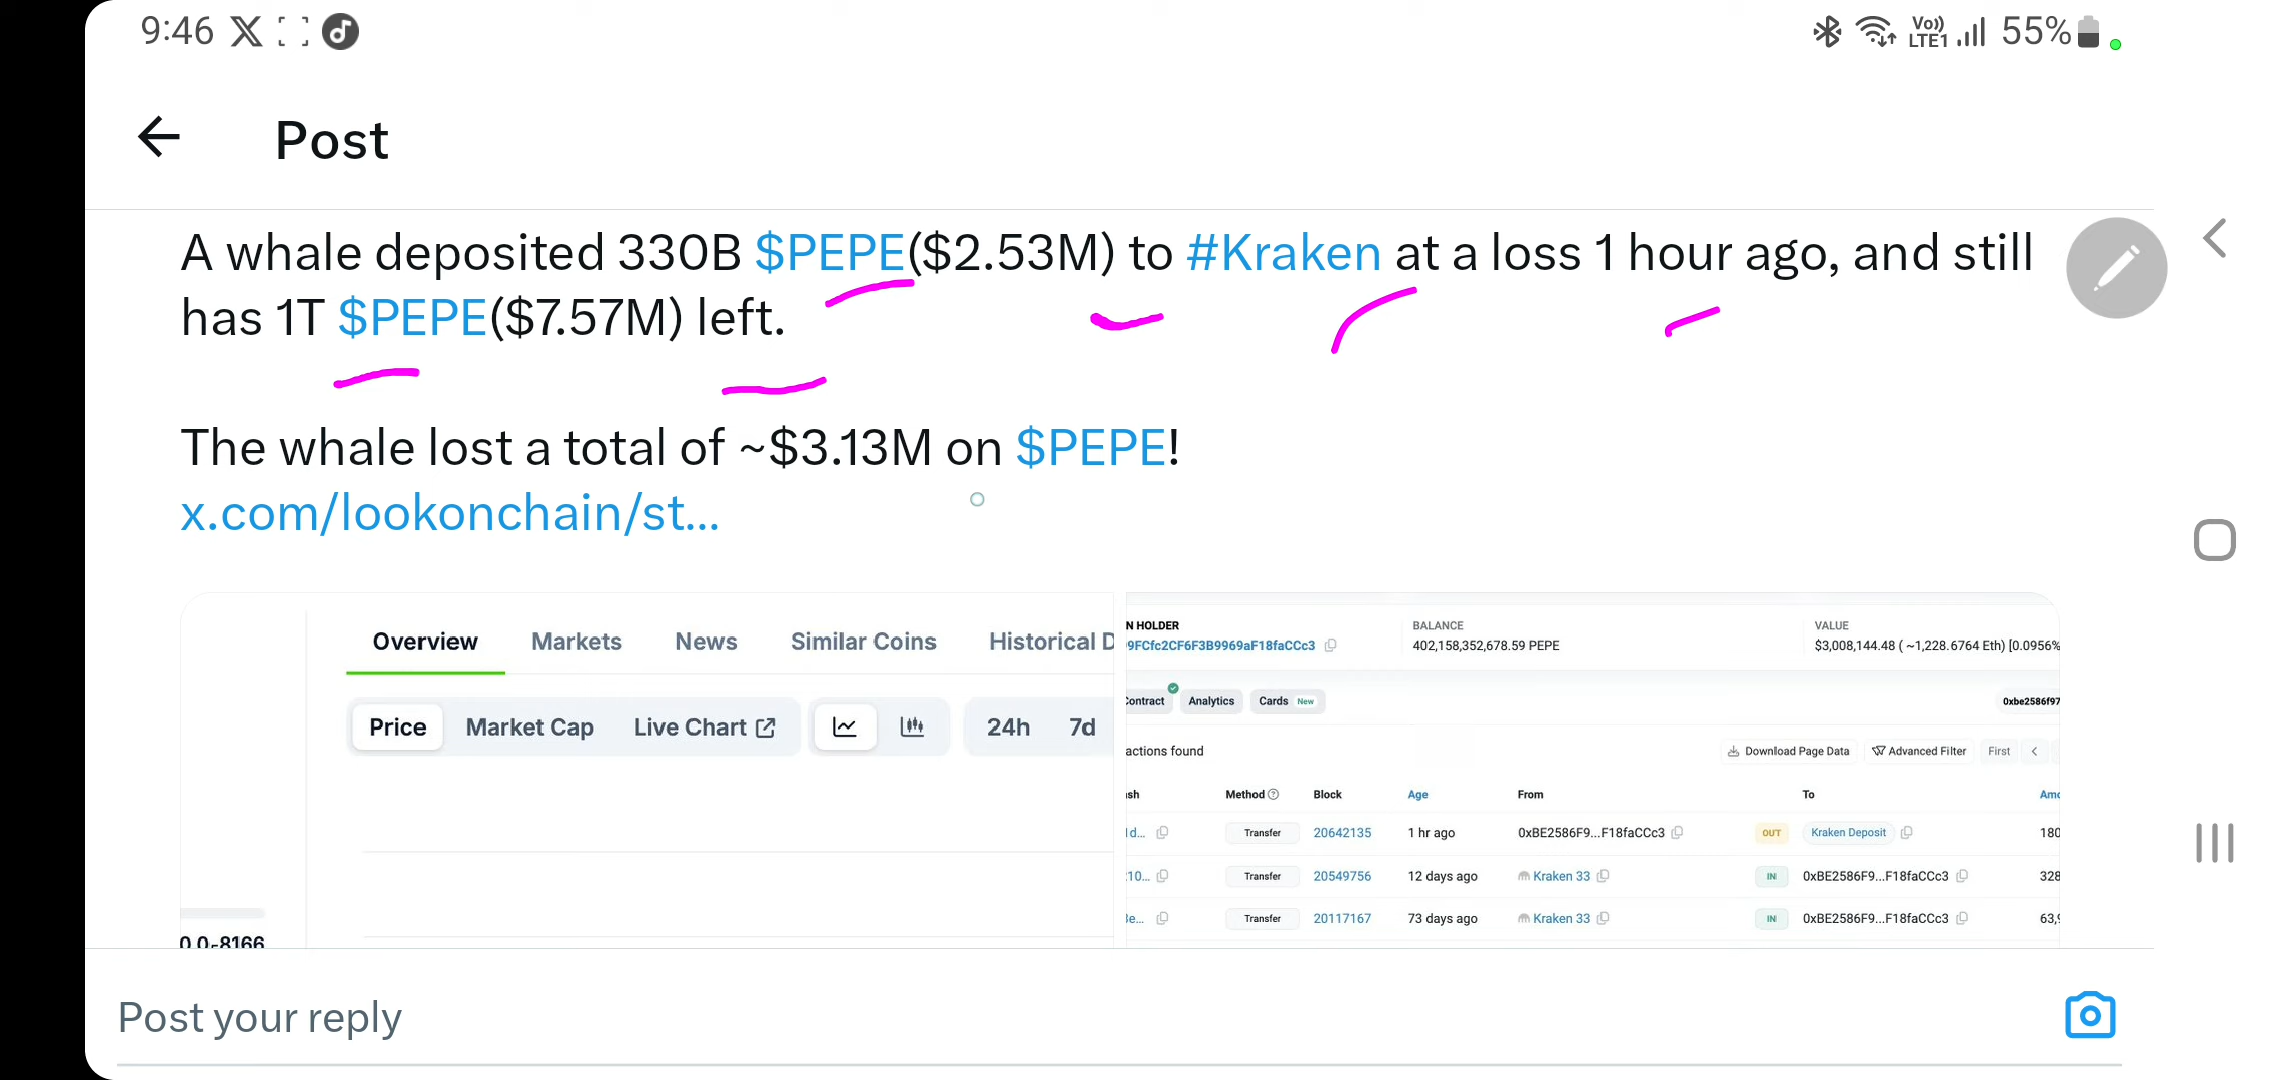 9:46
Vo)) LTE1 55%
Post
A whale deposited 330B $PEPE($2.53M) to #Kraken at a loss 1 hour ago, and still
has 1T $PEPE($7.57M) left.
The whale lost a total of ~$3.13M on $PEPE!
x.com/lookonchain/st...
Overview Markets News Similar Coins Historical D
Price Market Cap Live Chart 24h 7d
N HOLDER BALANCE VALUE
9FCfc2CF6F3B9969aF18faCCc3 402,158,352,678.59 PEPE $3,008,144.48 ( ~1,228.6764 Eth) [0.0956%
Contract Analytics Cards New 0xbe2586f97
actions found Download Page Data Advanced Filter First
Method Block Age From To
1d... Transfer 20642135 1 hr ago 0xBE2586F9...F18faCCc3 OUT Kraken Deposit 180
10... Transfer 20549756 12 days ago Kraken 33 IN 0xBE2586F9...F18faCCc3 328
e... Transfer 20117167 73 days ago Kraken 33 IN 0xBE2586F9...F18faCCc3 63,
Post your reply